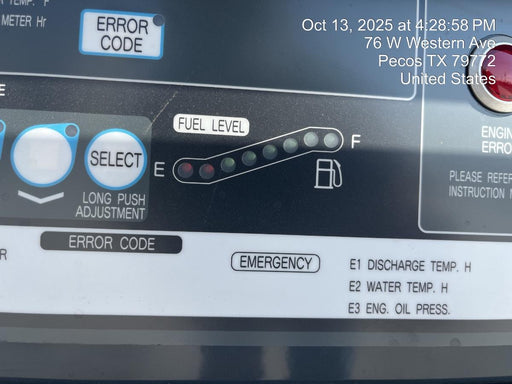 TEMP. °F
METER Hr
ERROR
CODE
Oct 13, 2025 at 4:28:58 PM
76 W Western Ave
Pecos TX 79772
United States
FUEL LEVEL
SELECT
E
F
LONG PUSH
ADJUSTMENT
ENGIN
ERRO
PLEASE REFER
INSTRUCTION M
ERROR CODE
EMERGENCY
E1 DISCHARGE TEMP. H
E2 WATER TEMP. H
E3 ENG. OIL PRESS.